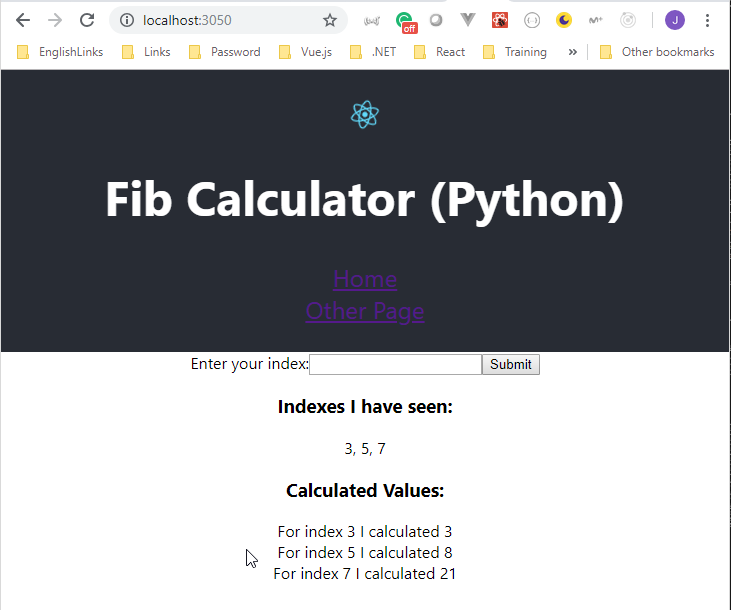 localhost:3050
off
J
EnglishLinks Links Password Vue.js .NET React Training » Other bookmarks
Fib Calculator (Python)
Home
Other Page
Enter your index: Submit
Indexes I have seen:
3, 5, 7
Calculated Values:
For index 3 I calculated 3
For index 5 I calculated 8
For index 7 I calculated 21